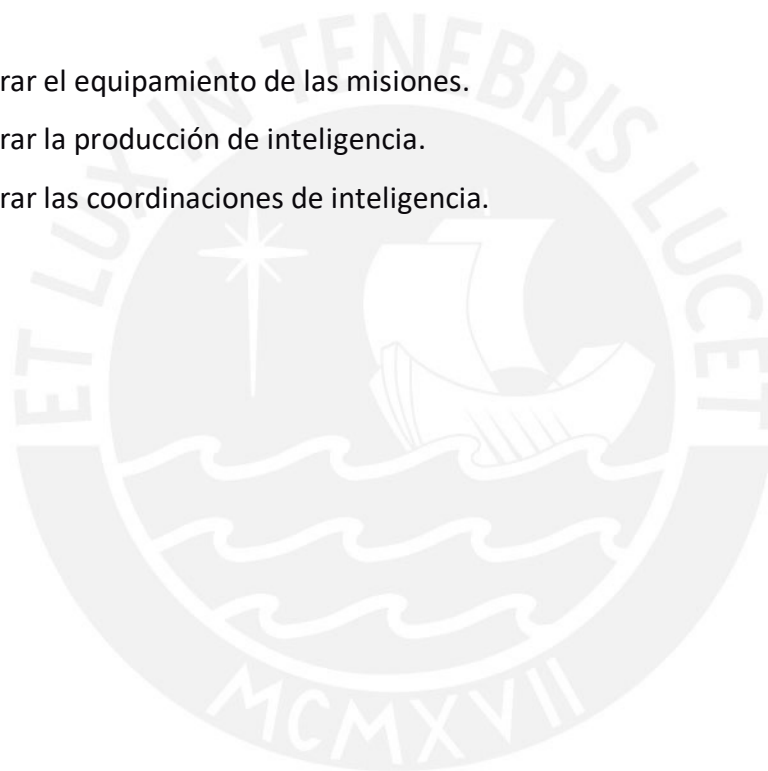 rar el equipamiento de las misiones.
rar la producción de inteligencia.
rar las coordinaciones de inteligencia.
ET LUX IN TENEBRIS LUCET
MCMXVII